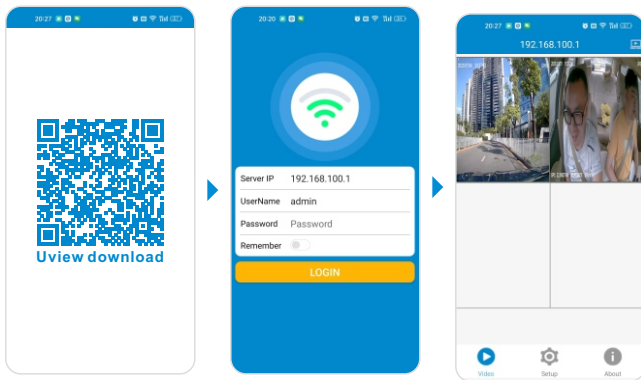 20:27
Uview download
20:20
Server IP 192.168.100.1
UserName admin
Password Password
Remember
LOGIN
20:27
192.168.100.1
Video Setup About